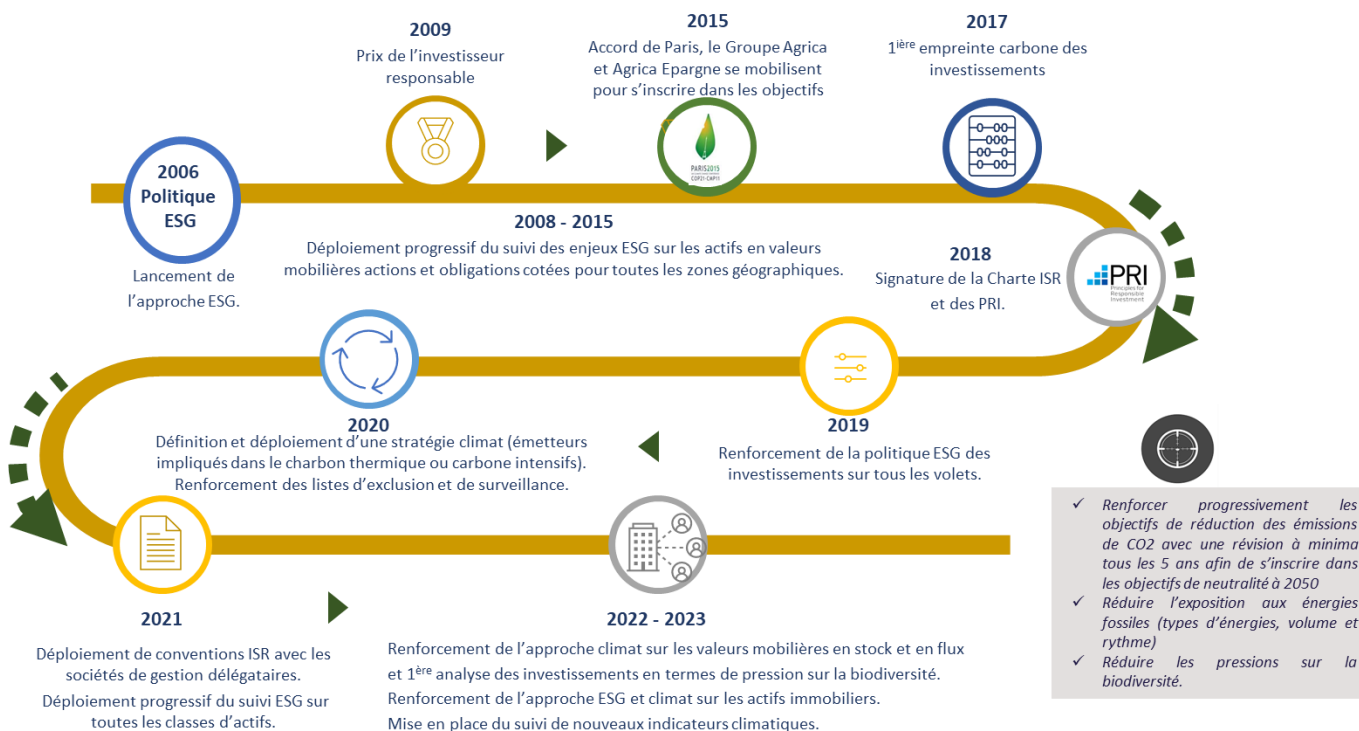 2009
Prix de l’investisseur
responsable
2015
Accord de Paris, le Groupe Agrica
et Agrica Epargne se mobilisent
pour s’inscrire dans les objectifs
2017
1ière empreinte carbone des
investissements
2006
Politique
ESG
PARIS2015
COP21·CMP11
Lancement de
l’approche ESG.
2008 - 2015
Déploiement progressif du suivi des enjeux ESG sur les actifs en valeurs
mobilières actions et obligations cotées pour toutes les zones géographiques.
2018
Signature de la Charte ISR
et des PRI.
PRI
Principles for
Responsible
Investment
2020
Définition et déploiement d’une stratégie climat (émetteurs
impliqués dans le charbon thermique ou carbone intensifs).
Renforcement des listes d’exclusion et de surveillance.
2019
Renforcement de la politique ESG des
investissements sur tous les volets.
2021
Déploiement de conventions ISR avec les
sociétés de gestion délégataires.
Déploiement progressif du suivi ESG sur
toutes les classes d’actifs.
2022 - 2023
Renforcement de l’approche climat sur les valeurs mobilières en stock et en flux
et 1ère analyse des investissements en termes de pression sur la biodiversité.
Renforcement de l’approche ESG et climat sur les actifs immobiliers.
Mise en place du suivi de nouveaux indicateurs climatiques.
✓ Renforcer progressivement les
objectifs de réduction des émissions
de CO2 avec une révision à minima
tous les 5 ans afin de s’inscrire dans
les objectifs de neutralité à 2050
✓ Réduire l’exposition aux énergies
fossiles (types d’énergies, volume et
rythme)
✓ Réduire les pressions sur la
biodiversité.